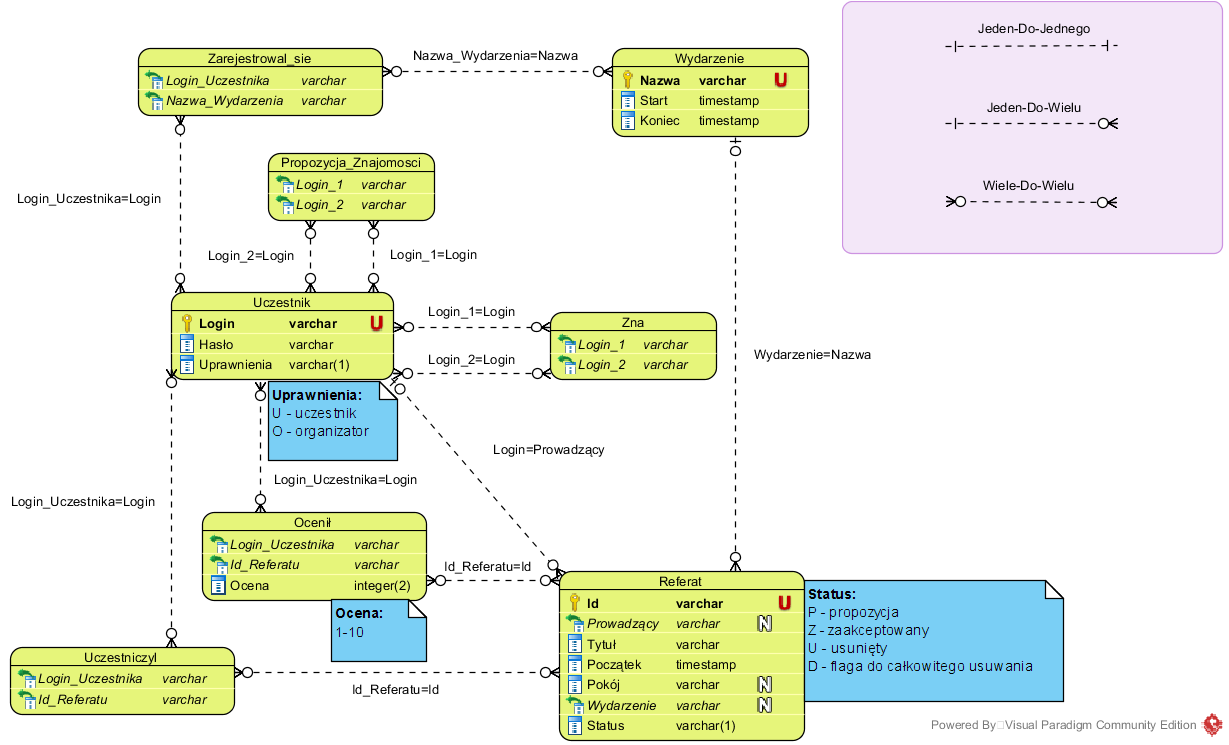 Zarejestrowal_sie
Login_Uczestnika varchar
Nazwa_Wydarzenia varchar
Nazwa_Wydarzenia=Nazwa
Wydarzenie
Nazwa varchar U
Start timestamp
Koniec timestamp
Jeden-Do-Jednego
Jeden-Do-Wielu
Wiele-Do-Wielu
Propozycja_Znajomosci
Login_1 varchar
Login_2 varchar
Login_Uczestnika=Login
Login_2=Login
Login_1=Login
Uczestnik
Login varchar U
Hasło varchar
Uprawnienia varchar(1)
Login_1=Login
Login_2=Login
Zna
Login_1 varchar
Login_2 varchar
Wydarzenie=Nazwa
Uprawnienia:
U - uczestnik
O - organizator
Login=Prowadzący
Login_Uczestnika=Login
Login_Uczestnika=Login
Ocenił
Login_Uczestnika varchar
Id_Referatu varchar
Ocena integer(2)
Id_Referatu=Id
Ocena:
1-10
Referat
Id varchar U
Prowadzący varchar N
Tytuł varchar
Początek timestamp
Pokój varchar N
Wydarzenie varchar N
Status varchar(1)
Status:
P - propozycja
Z - zaakceptowany
U - usunięty
D - flaga do całkowitego usuwania
Uczestniczyl
Login_Uczestnika varchar
Id_Referatu varchar
Id_Referatu=Id
Powered By Visual Paradigm Community Edition